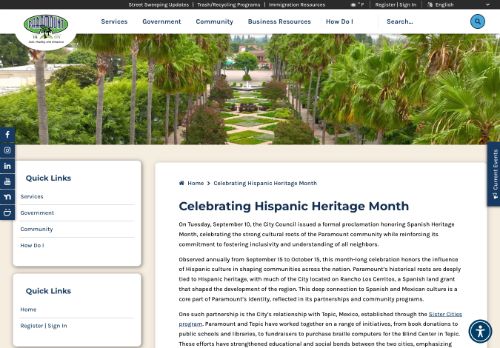 Street Sweeping Updates | Trash/Recycling Programs | Immigration Resources
° F | Register | Sign In | English
PARAMOUNT
Services Government Community Business Resources How Do I Search...
Current Events
Quick Links
Services
Government
Community
How Do I
Quick Links
Home
Register | Sign In
Home > Celebrating Hispanic Heritage Month
Celebrating Hispanic Heritage Month
On Tuesday, September 10, the City Council issued a formal proclamation honoring Spanish Heritage
Month, celebrating the strong cultural roots of the Paramount community while reinforcing its
commitment to fostering inclusivity and understanding of all neighbors.
Observed annually from September 15 to October 15, this month-long celebration honors the influence
of Hispanic culture in shaping communities across the nation. Paramount's historical roots are deeply
tied to Hispanic heritage, with much of the City located on Rancho Los Cerritos, a Spanish land grant
that shaped the development of the region. This deep connection to Spanish and Mexican culture is a
core part of Paramount's identity, reflected in its partnerships and community programs.
One such partnership is the City's relationship with Tepic, Mexico, established through the Sister Cities
program. Paramount and Tepic have worked together on a range of initiatives, from book donations to
public schools and libraries, to fundraisers to purchase braille computers for the Blind Center in Tepic.
These efforts have strengthened educational and social bonds between the two cities, emphasizing